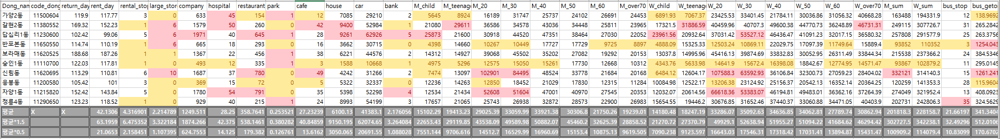 Dong_nam code_dong return_day rent_day rental_stop large_stor company hospital restaurant park cafe house car bank M_child M_teenage M_20 M_30 M_40 M_50 M_60 M_over70 W_child W_teenag W_20 W_30 W_40 W_50 W_60 W_over70 M_sum W_sum bus_stop bus_geto
가양2동 11500604 119.9 117.77 3 0 633 45 154 1 12 7085 29210 2 5645 8924 16189 31747 25737 24102 26691 24453 6891.93 7067.37 23425.53 33401.45 21784.11 30036.86 31056.32 40668.28 163488 194331.9 12 138.9692
갈현2동 11380552 169.32 152.23 1 6 1579 50 260 0 42 9400 52984 1 21080 29611 36586 34578 43036 34448 25811 23965 17321.5 31886.59 40459.96 40707.3 49600.38 44770.73 36248.89 46731.31 249115 307726.7 31 265.2842
답십리1동 11230600 102.42 99.06 5 6 1971 40 645 1 28 9261 62926 5 25873 21600 30918 44520 47351 38464 27030 22052 23961.56 20932.64 37031.42 53527.12 46436.47 41091.23 32017.15 36580.32 257808 291577.9 25 263.3756
반포본동 11650550 114.74 110.19 1 6 665 18 293 0 16 3662 30715 0 4398 14660 10267 10449 17727 17729 9725 8897 4888.09 15325.33 12503.24 10869.11 22029.75 17097.39 11749.64 15889.4 93852 110352 3 1254.043
보라매동 11620525 188.68 187.26 1 1 1367 22 456 1 38 6221 44576 2 14312 14927 39068 45502 35202 27082 19292 20153 13037.8 14995.96 45416.13 39874.69 33832.83 30052.95 26311.49 33844.34 215538 237366.2 24 384.5346
숭인1동 11110700 122.03 117.81 1 0 493 12 335 1 3 1588 10668 1 4975 5296 12575 15050 15261 17730 12668 10312 4343.76 5633.98 14641.9 15672.4 16398.08 18842.67 12774.95 14571.47 93867 102879.2 11 295.0145
신림동 11620695 113.29 110.81 6 10 1687 37 780 0 49 4242 31266 2 7474 13097 102901 84495 48524 33778 21684 20168 6484.12 12604.17 107588.3 63592.93 36106.84 32300.73 27059.23 28404.02 332121 314140.3 15 1261.241
응봉동 11200580 105.42 101 3 0 369 15 72 0 5 5322 32337 0 12236 14263 12850 18452 21029 17830 12315 11284 10084.98 12522.17 13206.38 23124.92 25156.37 20542.13 16352.14 20364.25 120259 141353.3 28 115.9604
자양1동 11215820 152.42 143.84 5 0 1780 54 791 0 35 5398 52298 4 12534 21434 52608 51604 47001 40970 27545 20355 12032.77 20614.56 66618.36 53383.07 46194.81 49483.01 36362.16 37264.39 274049 321952.4 13 408.0923
정릉4동 11290650 123.23 118.52 1 0 929 40 215 1 24 8993 54199 3 17657 21065 25743 26938 32872 28573 22900 26983 15654.55 19446.2 30676.85 31652.46 37440.37 33060.88 34471.05 40403.9 202731 242806.3 35 324.5625
평균 X X 42.1306 4.316901 2.214789 1249.511 28.25 358.7641 0.253521 27.23239 6100.13 41383.1 2.176056 15102.29 19413.23 29025.39 33059.99 33921.38 30306.8 21750.26 19239.01 14180.48 18247.19 33286.07 35092.63 34636.85 34062.81 27789.74 30862.94 201818.3 228158.7 21.66197 341.3404
평균*1.5 63.1959 6.475352 3.322184 1874.266 42.375 538.1461 0.380282 40.84859 9150.195 62074.65 3.264084 22653.43 29119.85 43538.09 49589.98 50882.07 45460.2 32625.39 28858.52 21270.72 27370.79 49929.1 52638.94 51955.27 51094.22 41684.62 46294.42 302727.5 342238.1 32.49296 512.0106
평균*0.5 21.0653 2.158451 1.107395 624.7553 14.125 179.382 0.126761 13.6162 3050.065 20691.55 1.088028 7551.144 9706.616 14512.7 16529.99 16960.69 15153.4 10875.13 9619.505 7090.238 9123.597 16643.03 17546.31 17318.42 17031.41 13894.87 15431.47 100909.2 114079.4 10.83099 170.6702